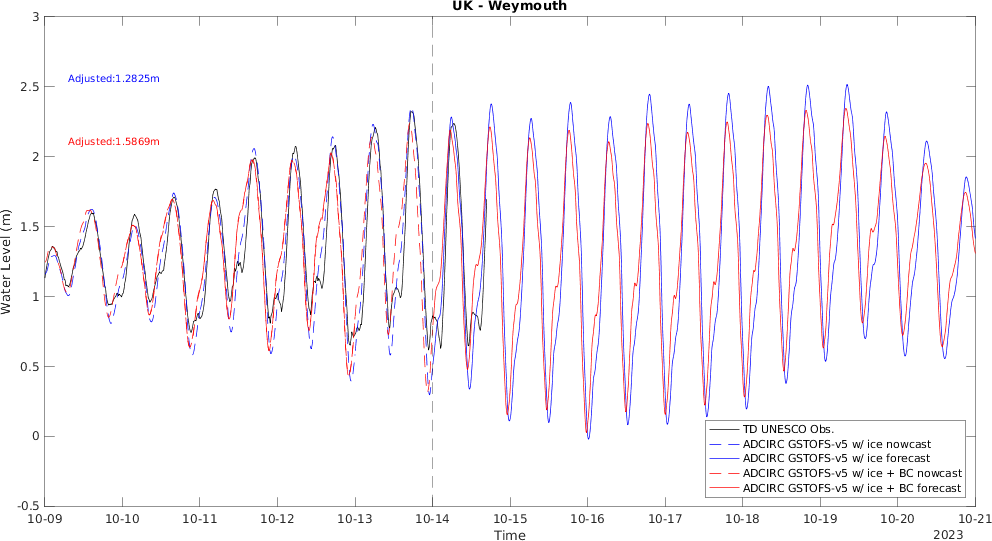 UK - Weymouth
Adjusted:1.2825m
Adjusted:1.5869m
Water Level (m)
3
2.5
2
1.5
1
0.5
0
-0.5
10-09 10-10 10-11 10-12 10-13 10-14 10-15 10-16 10-17 10-18 10-19 10-20 10-21
Time
2023
TD UNESCO Obs.
ADCIRC GSTOFS-v5 w/ ice nowcast
ADCIRC GSTOFS-v5 w/ ice forecast
ADCIRC GSTOFS-v5 w/ ice + BC nowcast
ADCIRC GSTOFS-v5 w/ ice + BC forecast